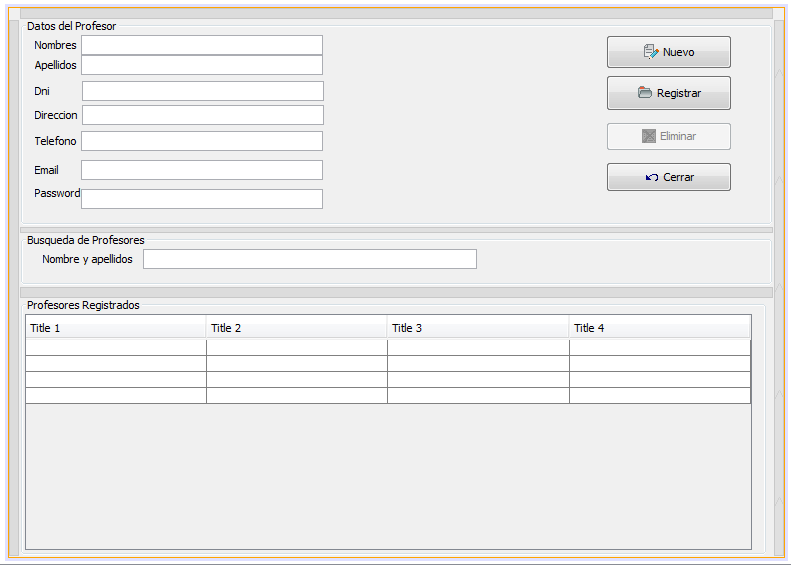 Datos del Profesor
Nombres
Apellidos
Dni
Direccion
Telefono
Email
Password
Nuevo
Registrar
Eliminar
Cerrar
Busqueda de Profesores
Nombre y apellidos
Profesores Registrados
Title 1 Title 2 Title 3 Title 4